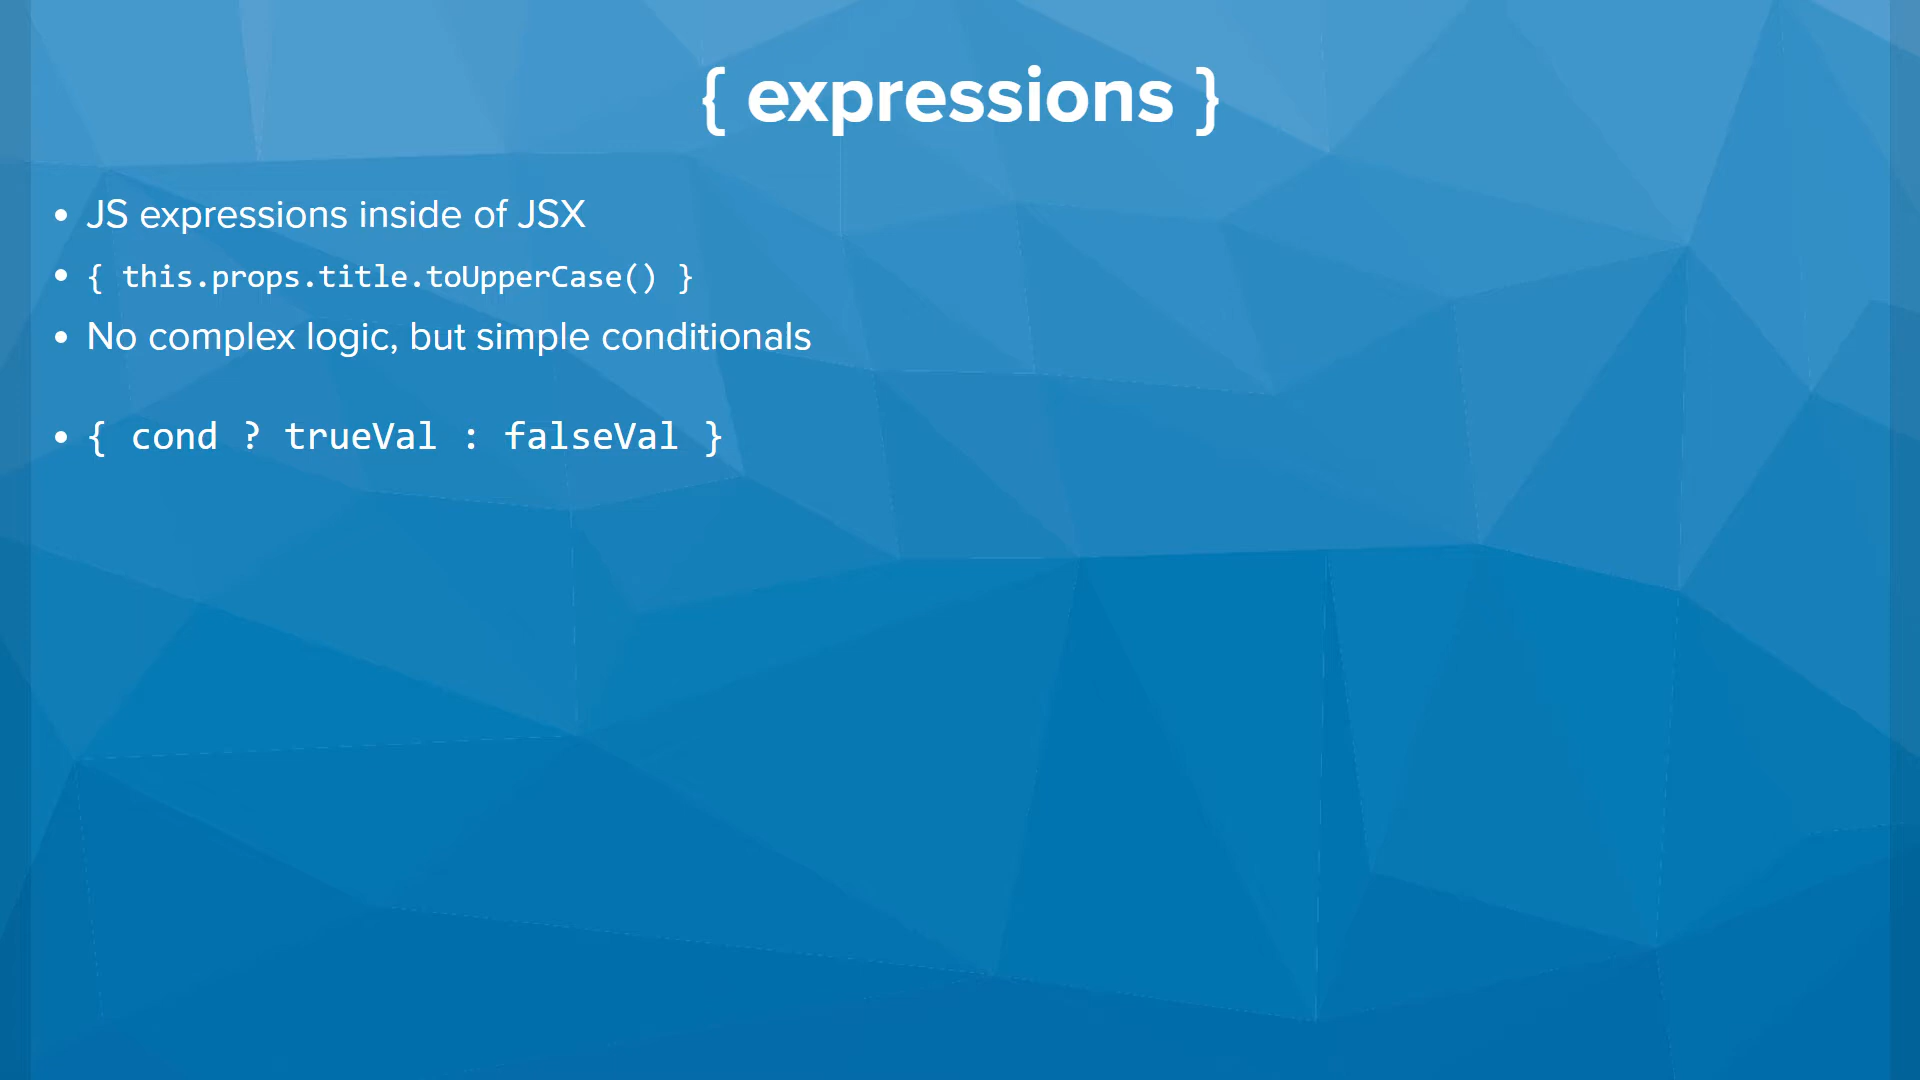 { expressions }
• JS expressions inside of JSX
• { this.props.title.toUpperCase() }
• No complex logic, but simple conditionals
• { cond ? trueVal : falseVal }